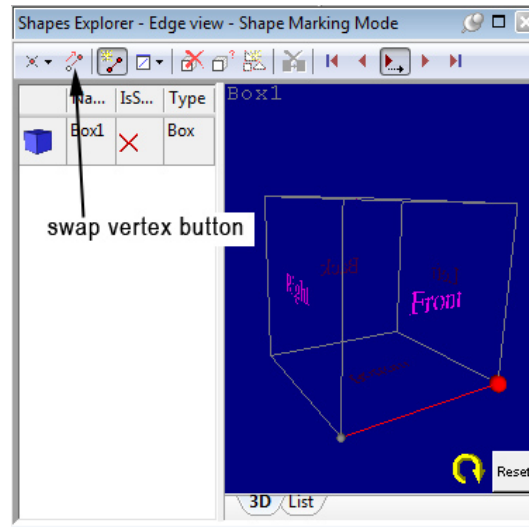 Shapes Explorer - Edge view - Shape Marking Mode
Na... IsS... Type
Box1 Box
swap vertex button
Box1
Right
Back
Front
Reset
3D List